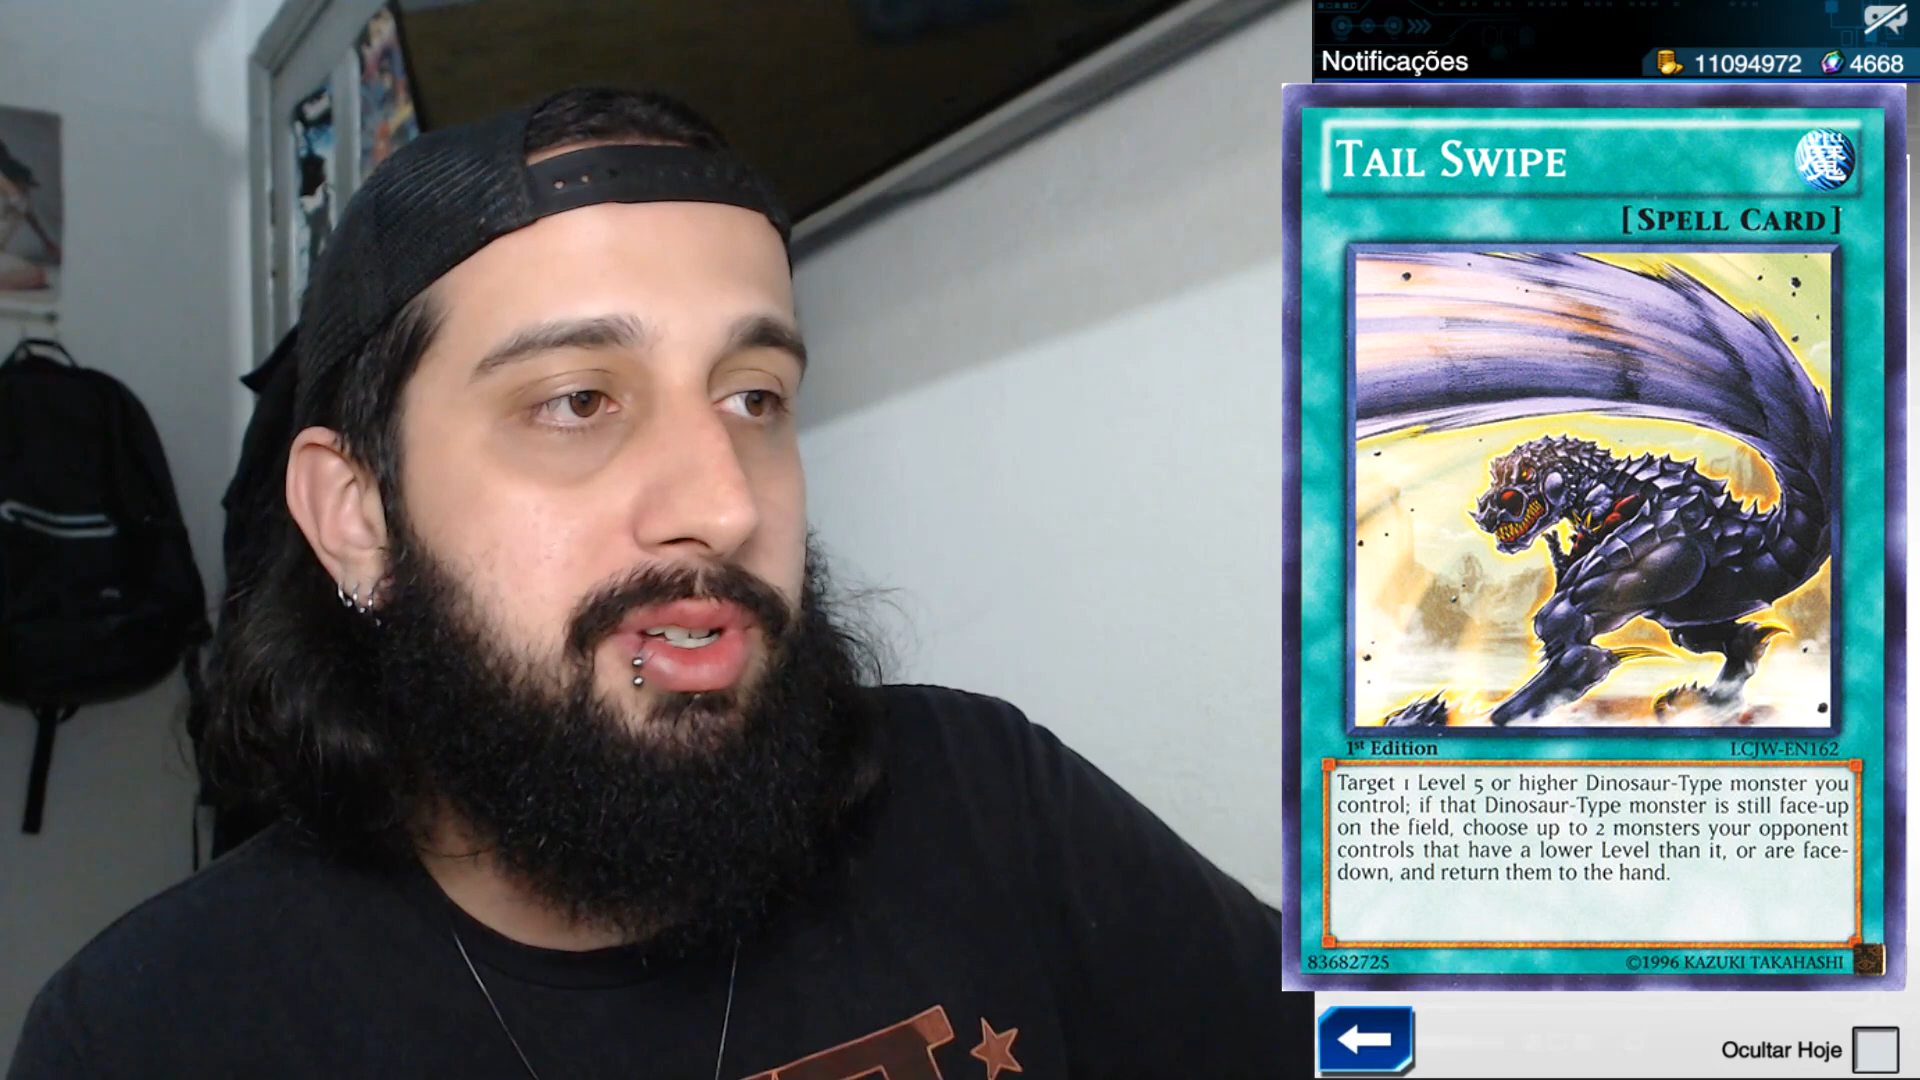 Notificações
11094972
4668
TAIL SWIPE
魔
[SPELL CARD]
1st Edition
LCJW-EN162
Target 1 Level 5 or higher Dinosaur-Type monster you
control; if that Dinosaur-Type monster is still face-up
on the field, choose up to 2 monsters your opponent
controls that have a lower Level than it, or are face-
down, and return them to the hand.
83682725
©1996 KAZUKI TAKAHASHI
Ocultar Hoje